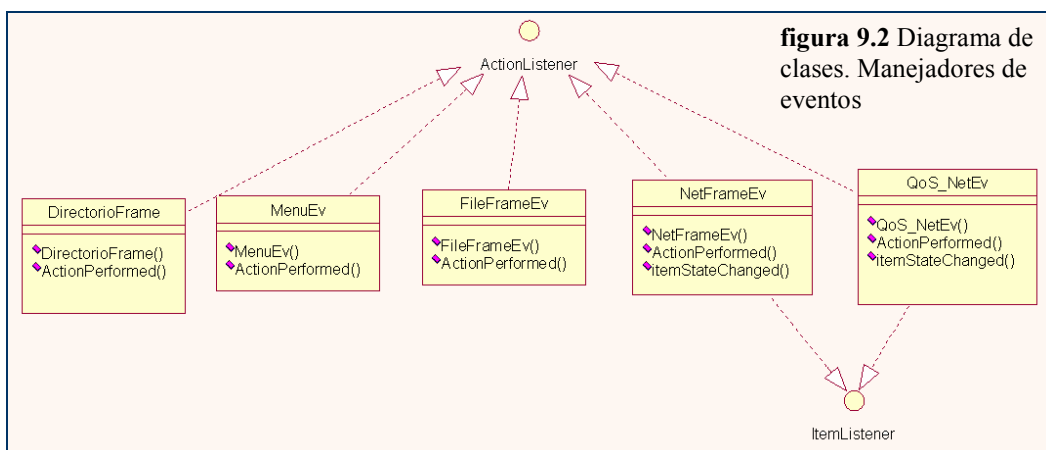 figura 9.2 Diagrama de
clases. Manejadores de
eventos
ActionListener
DirectorioFrame
DirectorioFrame()
ActionPerformed()
MenuEv
MenuEv()
ActionPerformed()
FileFrameEv
FileFrameEv()
ActionPerformed()
NetFrameEv
NetFrameEv()
ActionPerformed()
itemStateChanged()
QoS_NetEv
QoS_NetEv()
ActionPerformed()
itemStateChanged()
ItemListener